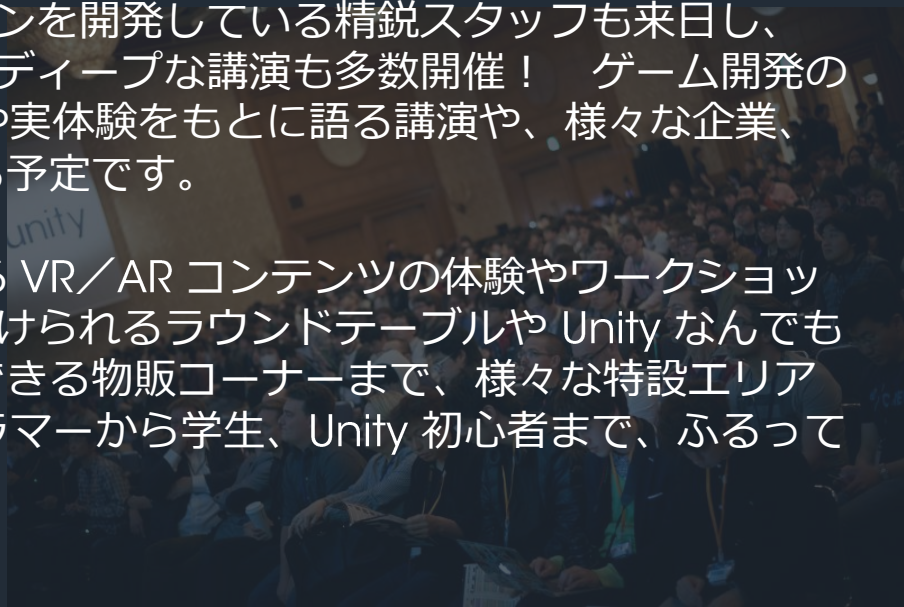 ンを開発している精鋭スタッフも来日し、
ディープな講演も多数開催！　ゲーム開発の
や実体験をもとに語る講演や、様々な企業、
る予定です。
unity
る VR／AR コンテンツの体験やワークショッ
けられるラウンドテーブルや Unity なんでも
できる物販コーナーまで、様々な特設エリア
ラマーから学生、Unity 初心者まで、ふるって